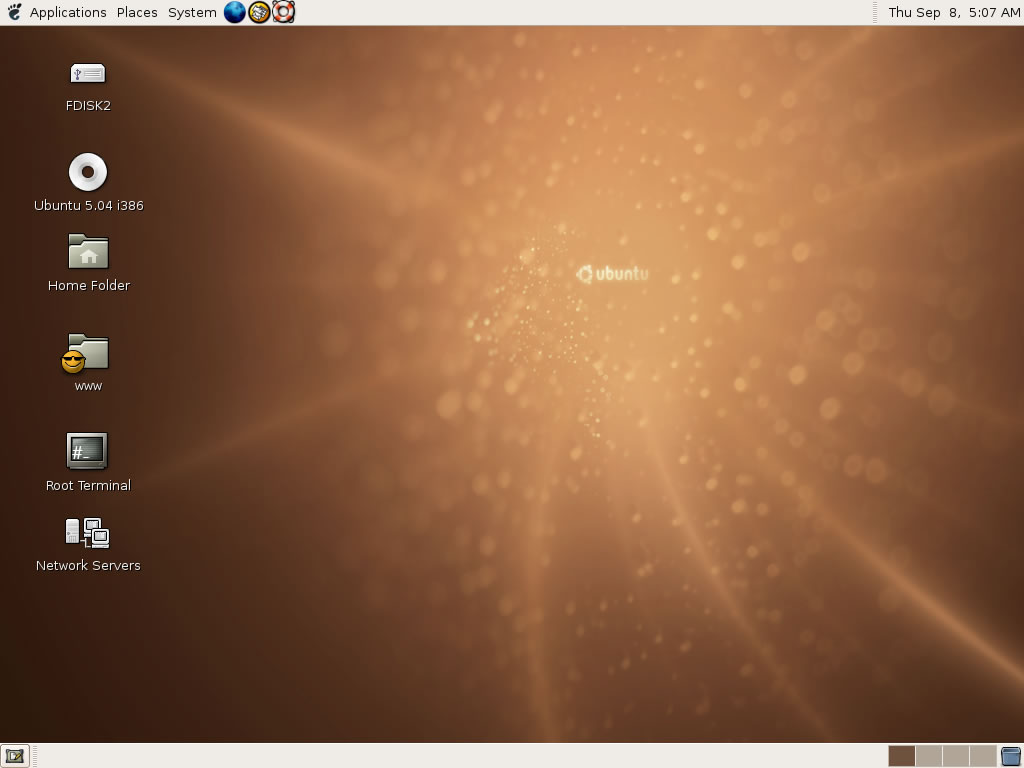 Applications Places System Thu Sep 8, 5:07 AM
FDISK2
Ubuntu 5.04 i386
ubuntu
Home Folder
www
#_
Root Terminal
Network Servers